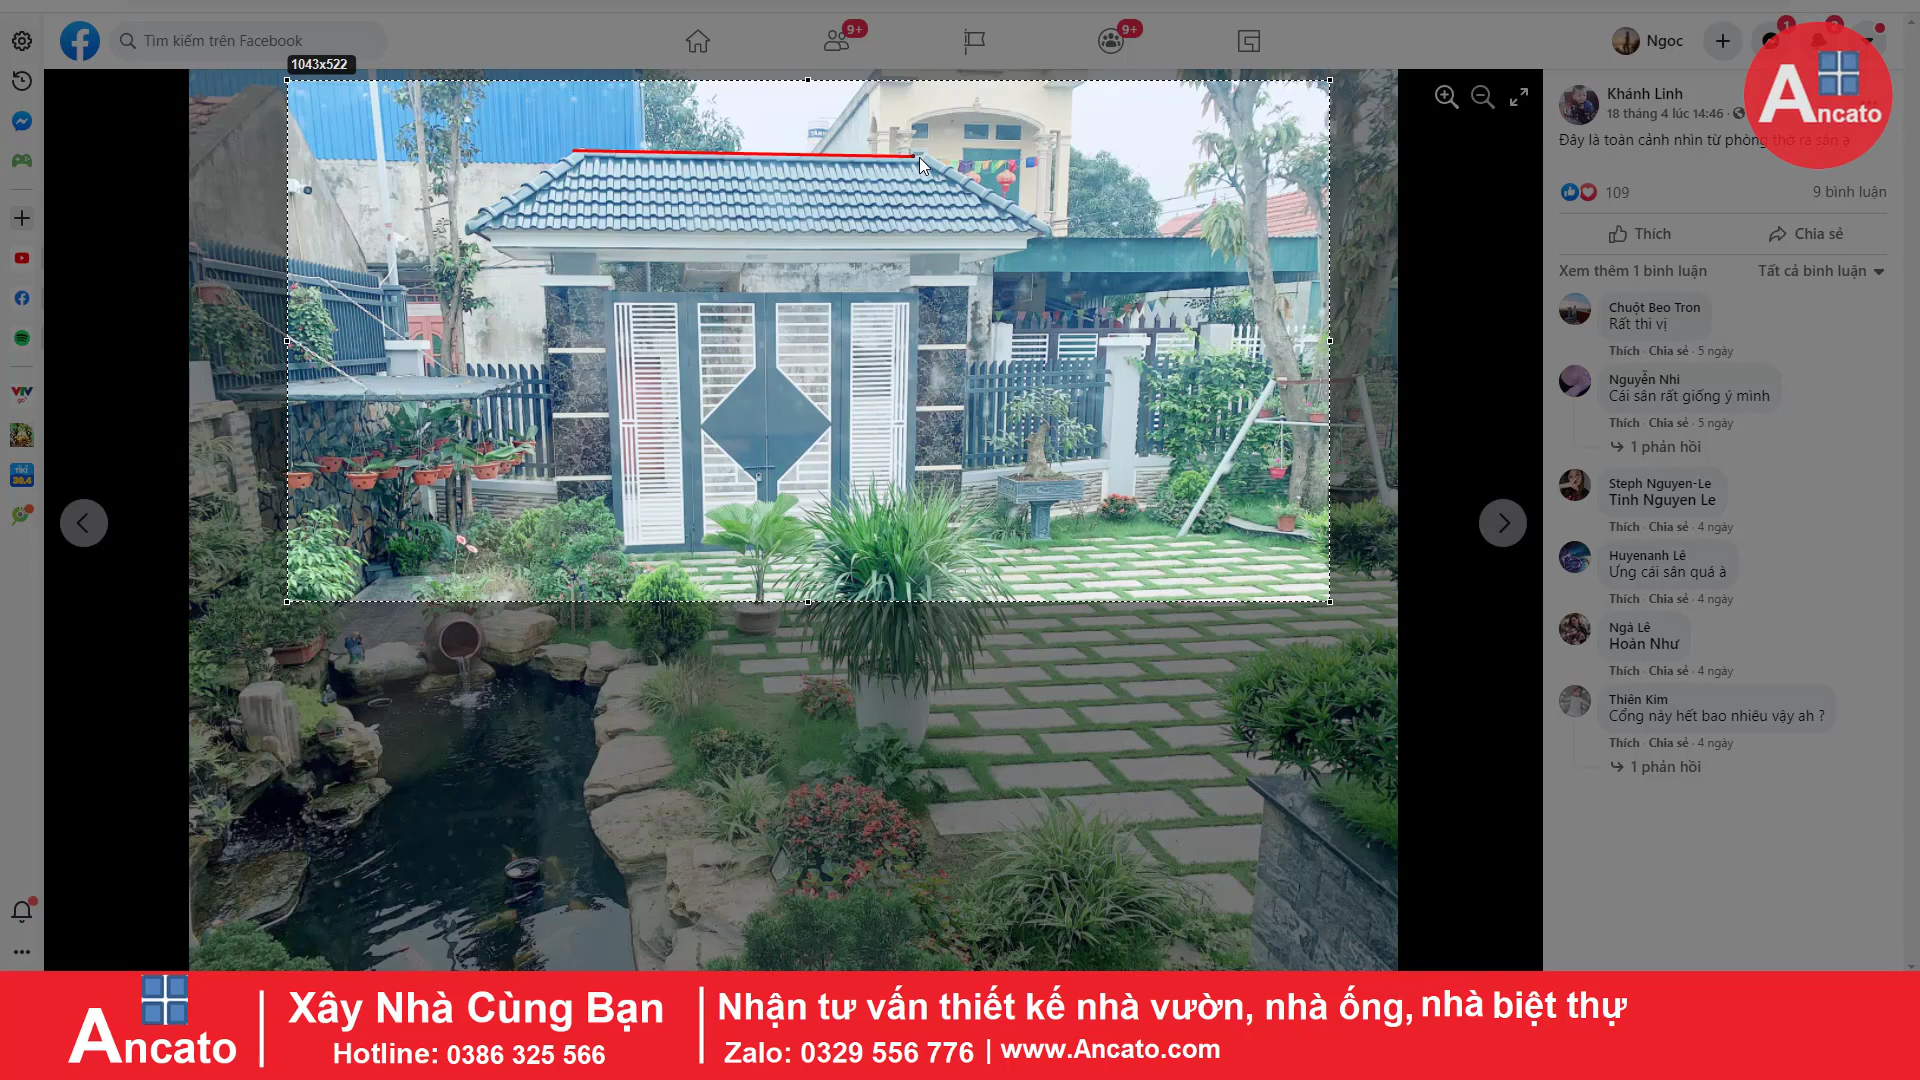 Tìm kiếm trên Facebook
9+
9+
Ngoc
1
1043x522
Khánh Linh
18 tháng 4 lúc 14:46
Đây là toàn cảnh nhìn từ phòng thờ ra sân ạ
109
9 bình luận
Thích
Chia sẻ
Xem thêm 1 bình luận
Tất cả bình luận
Chuột Beo Tron
Rất thi vị
Thích · Chia sẻ · 5 ngày
Nguyễn Nhi
Cái sân rất giống ý mình
Thích · Chia sẻ · 5 ngày
1 phản hồi
Steph Nguyen-Le
Tinh Nguyen Le
Thích · Chia sẻ · 4 ngày
Huyenanh Lê
Ưng cái sân quá à
Thích · Chia sẻ · 4 ngày
Ngà Lê
Hoàn Như
Thích · Chia sẻ · 4 ngày
Thiên Kim
Cổng này hết bao nhiêu vậy ah ?
Thích · Chia sẻ · 4 ngày
1 phản hồi
Ancato
VTV
go
TIKI
30.4
Ancato
Xây Nhà Cùng Bạn
Hotline: 0386 325 566
Nhận tư vấn thiết kế nhà vườn, nhà ống, nhà biệt thự
Zalo: 0329 556 776 | www.Ancato.com